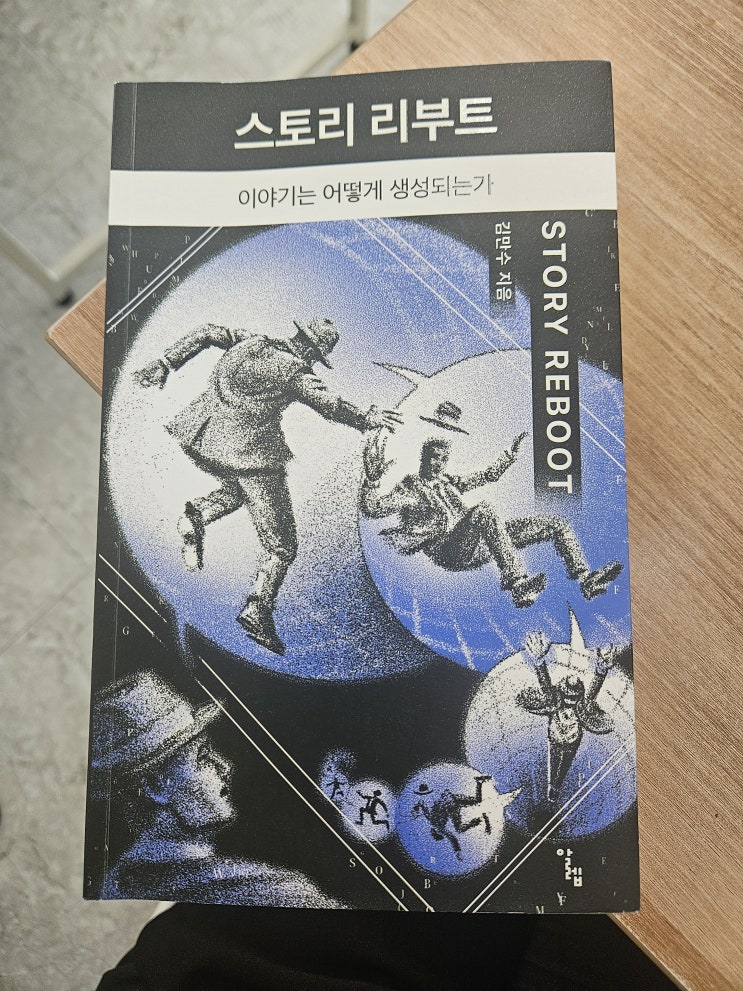 스토리 리부트
이야기는 어떻게 생성되는가
STORY REBOOT
김만수 지음
알렙